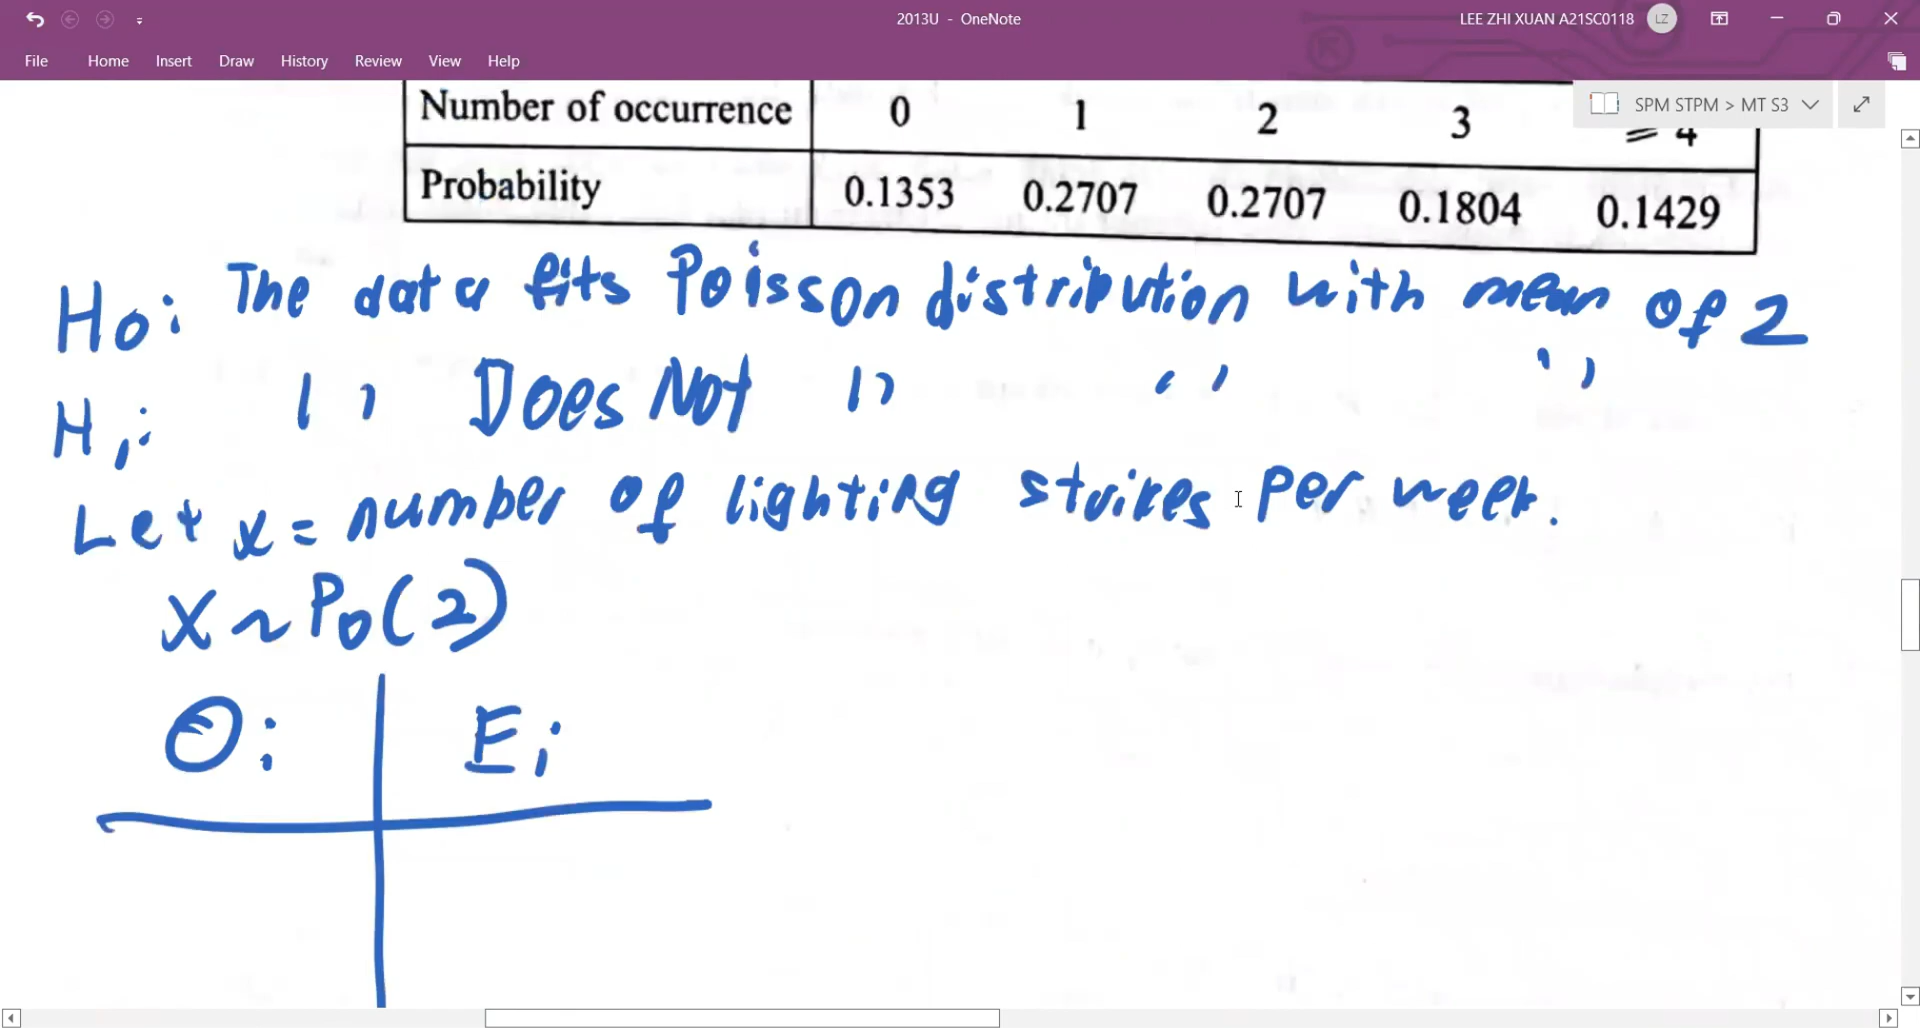 2013U - OneNote
LEE ZHI XUAN A21SC0118
LZ
File Home Insert Draw History Review View Help
SPM STPM > MT S3
Number of occurrence 0 1 2 3 ≥ 4
Probability 0.1353 0.2707 0.2707 0.1804 0.1429
H0: The data fits Poisson distribution with mean of 2
H1: '' Does Not '' '' ''
Let x = number of lighting strikes per week.
X ~ Po(2)
Oi Ei